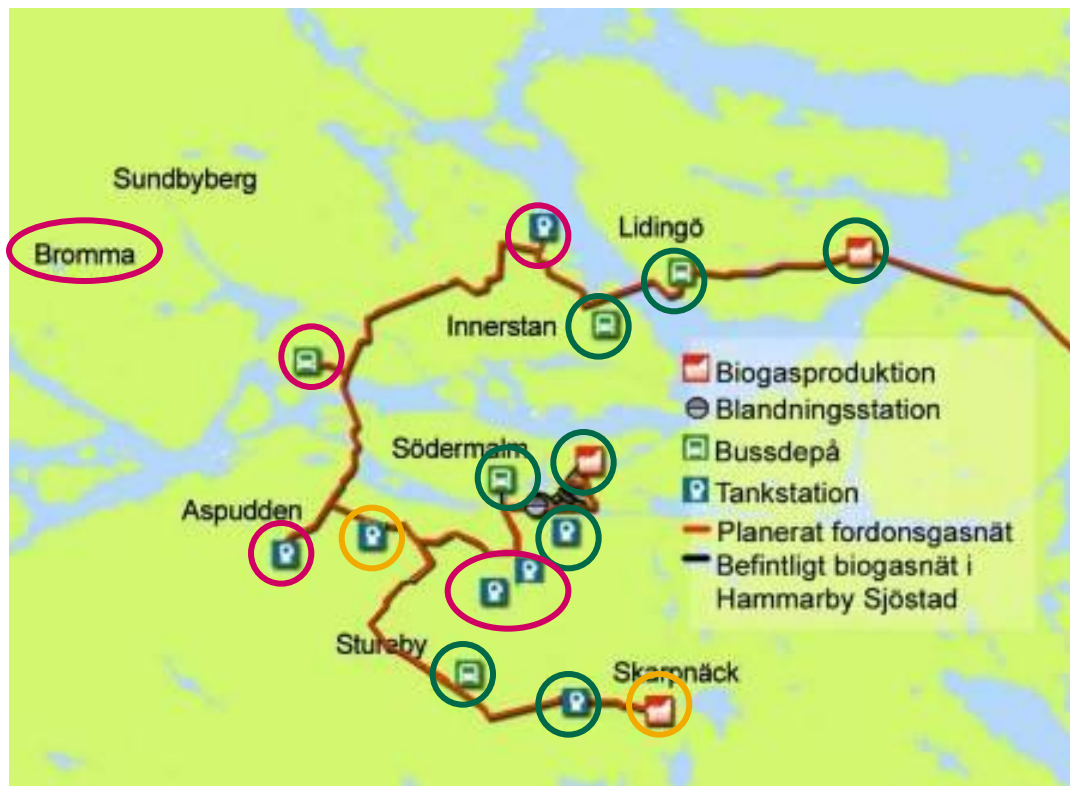 Sundbyberg
Bromma
Lidingö
Innerstan
Biogasproduktion
Blandningsstation
Södermalm
Bussdepå
Tankstation
Aspudden
Planerat fordonsgasnät
Befintligt biogasnät i
Hammarby Sjöstad
Stureby
Skarpnäck